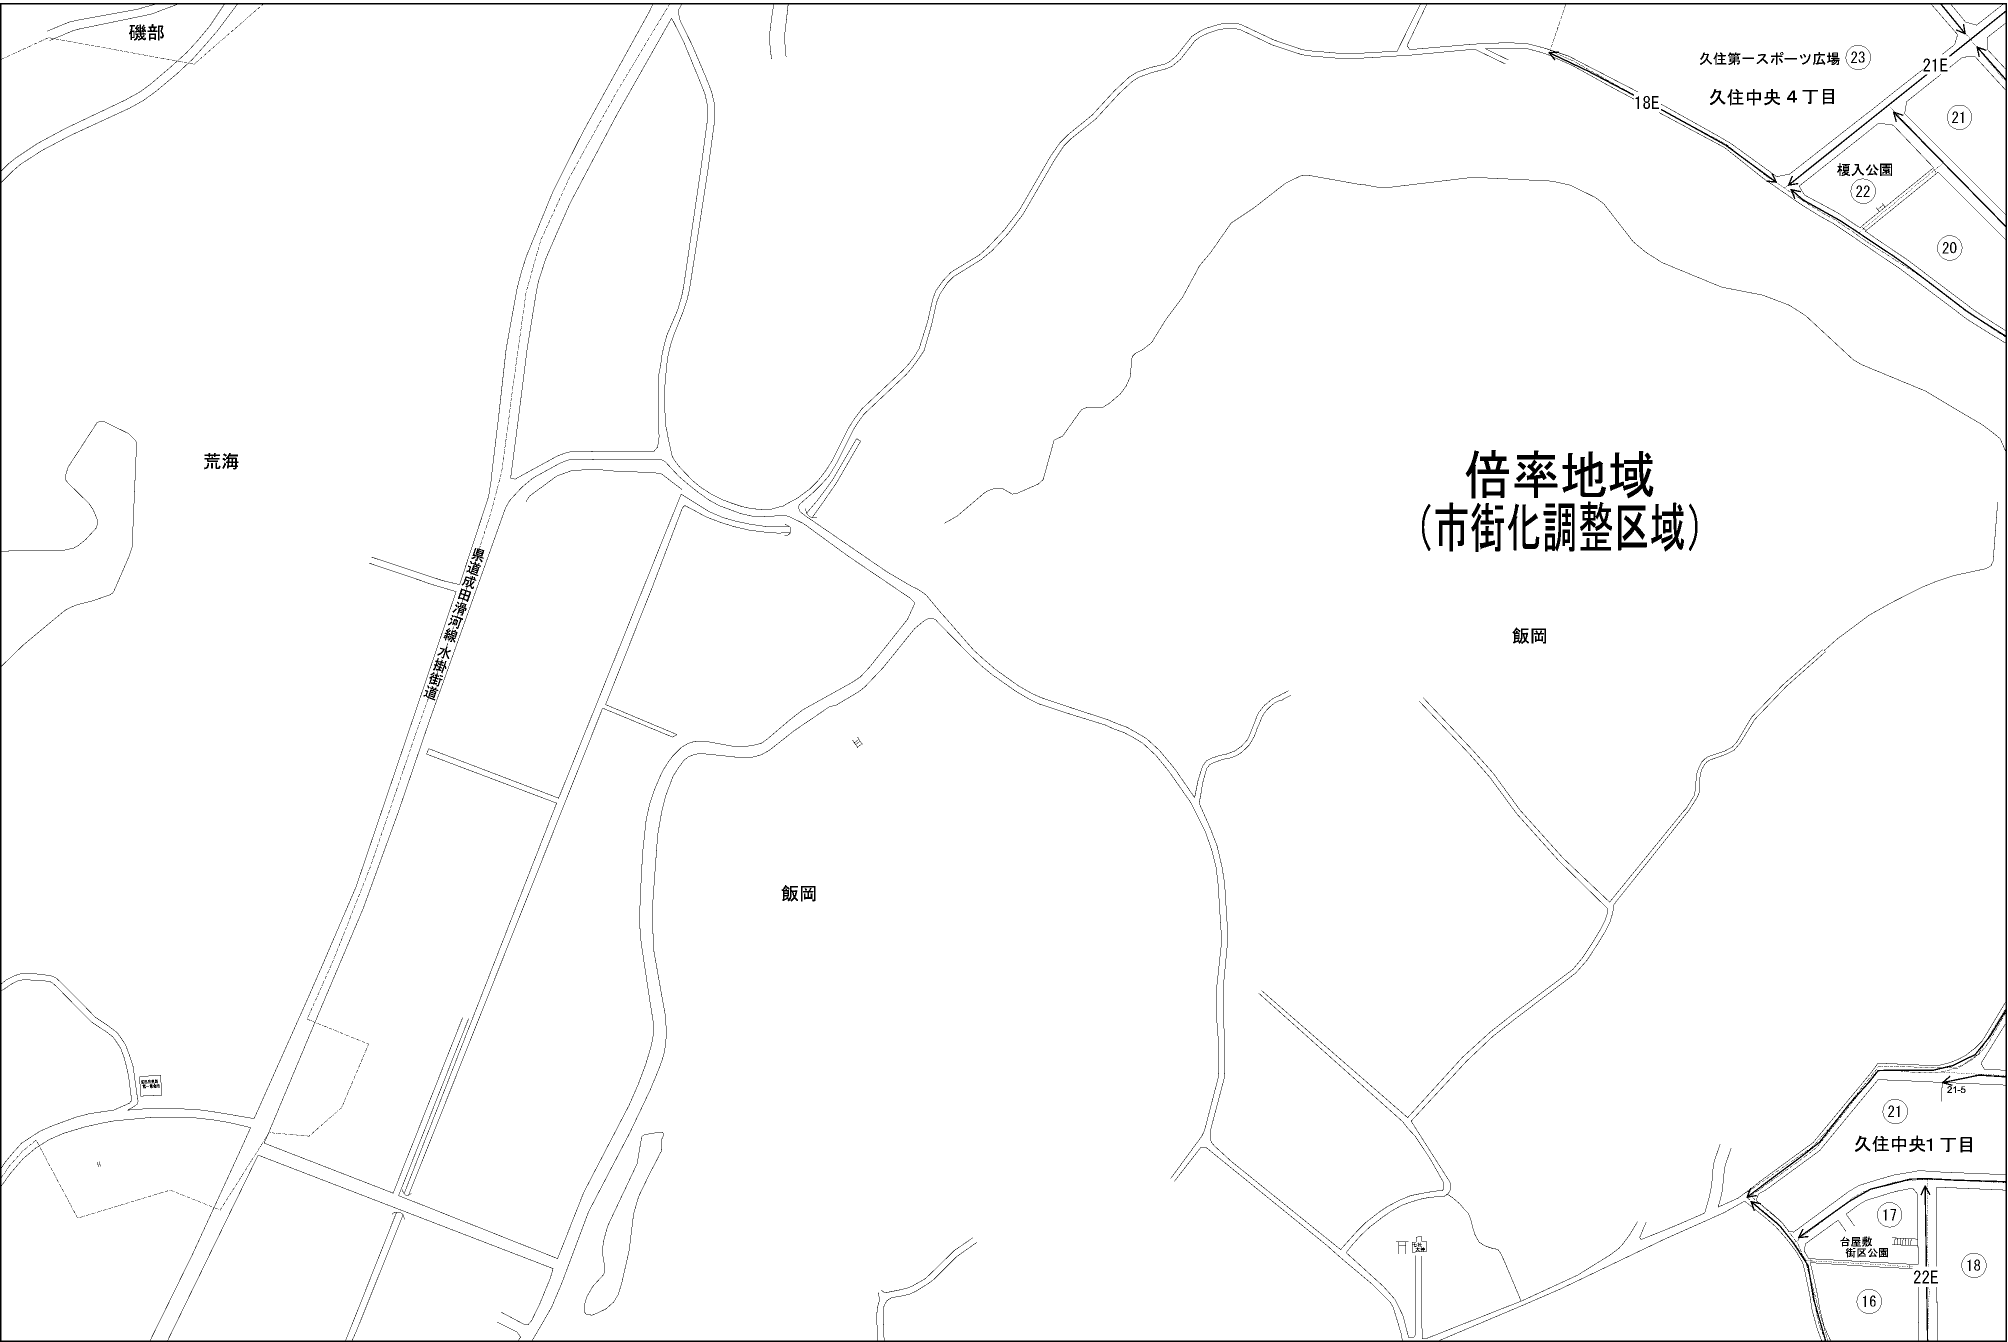 磯部
久住第一スポーツ広場 23
21E
18E
久住中央4丁目
21
榎入公園
22
20
荒海
倍率地域
(市街化調整区域)
県道成田滑河線 水掛街道
飯岡
飯岡
21-5
21
久住中央1丁目
17
台屋敷
街区公園
22E
18
16